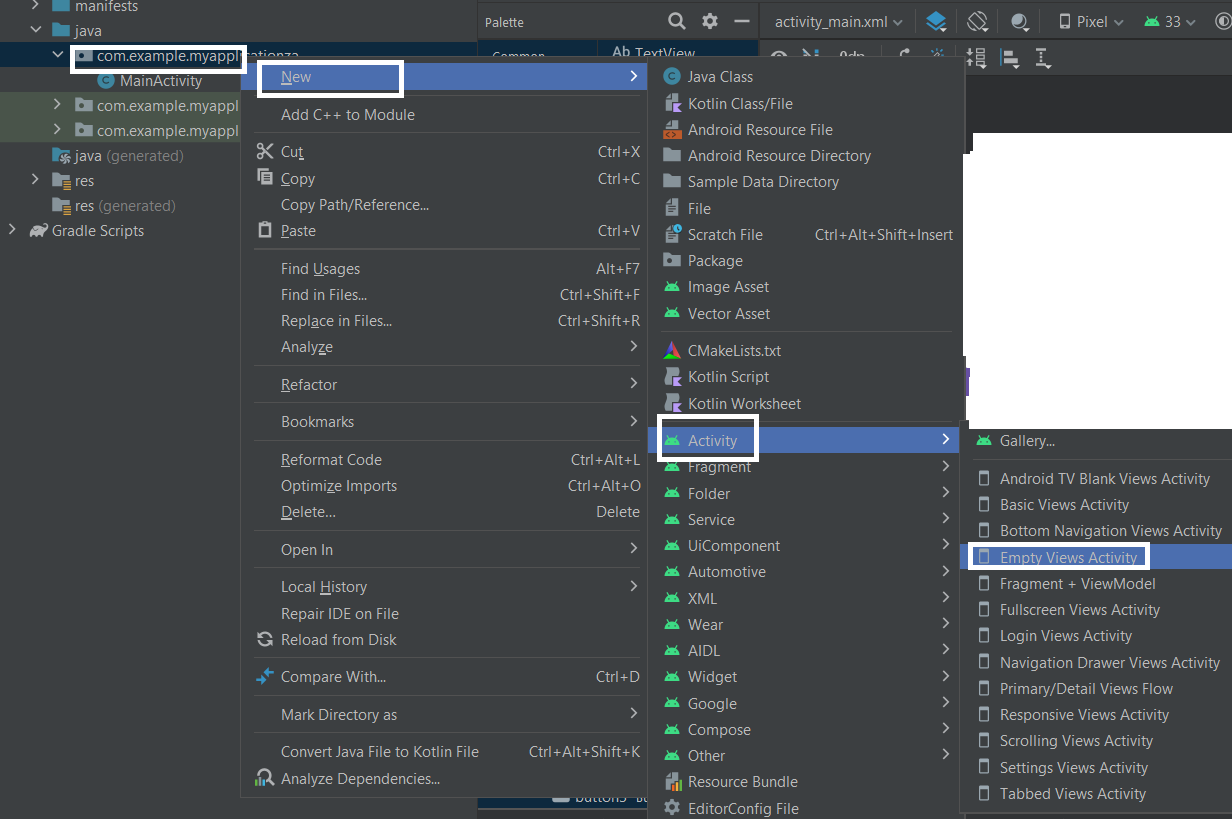 manifests
java
com.example.myappl
MainActivity
com.example.myappl
com.example.myappl
java (generated)
res
res (generated)
Gradle Scripts
Palette
activity_main.xml
Pixel
33
Common
Ab TextView
0dp
New
Add C++ to Module
Cut Ctrl+X
Copy Ctrl+C
Copy Path/Reference...
Paste Ctrl+V
Find Usages Alt+F7
Find in Files... Ctrl+Shift+F
Replace in Files... Ctrl+Shift+R
Analyze
Refactor
Bookmarks
Reformat Code Ctrl+Alt+L
Optimize Imports Ctrl+Alt+O
Delete... Delete
Open In
Local History
Repair IDE on File
Reload from Disk
Compare With... Ctrl+D
Mark Directory as
Convert Java File to Kotlin File Ctrl+Alt+Shift+K
Analyze Dependencies...
Java Class
Kotlin Class/File
Android Resource File
Android Resource Directory
Sample Data Directory
File
Scratch File Ctrl+Alt+Shift+Insert
Package
Image Asset
Vector Asset
CMakeLists.txt
Kotlin Script
Kotlin Worksheet
Activity
Fragment
Folder
Service
UiComponent
Automotive
XML
Wear
AIDL
Widget
Google
Compose
Other
Resource Bundle
EditorConfig File
Gallery...
Android TV Blank Views Activity
Basic Views Activity
Bottom Navigation Views Activity
Empty Views Activity
Fragment + ViewModel
Fullscreen Views Activity
Login Views Activity
Navigation Drawer Views Activity
Primary/Detail Views Flow
Responsive Views Activity
Scrolling Views Activity
Settings Views Activity
Tabbed Views Activity